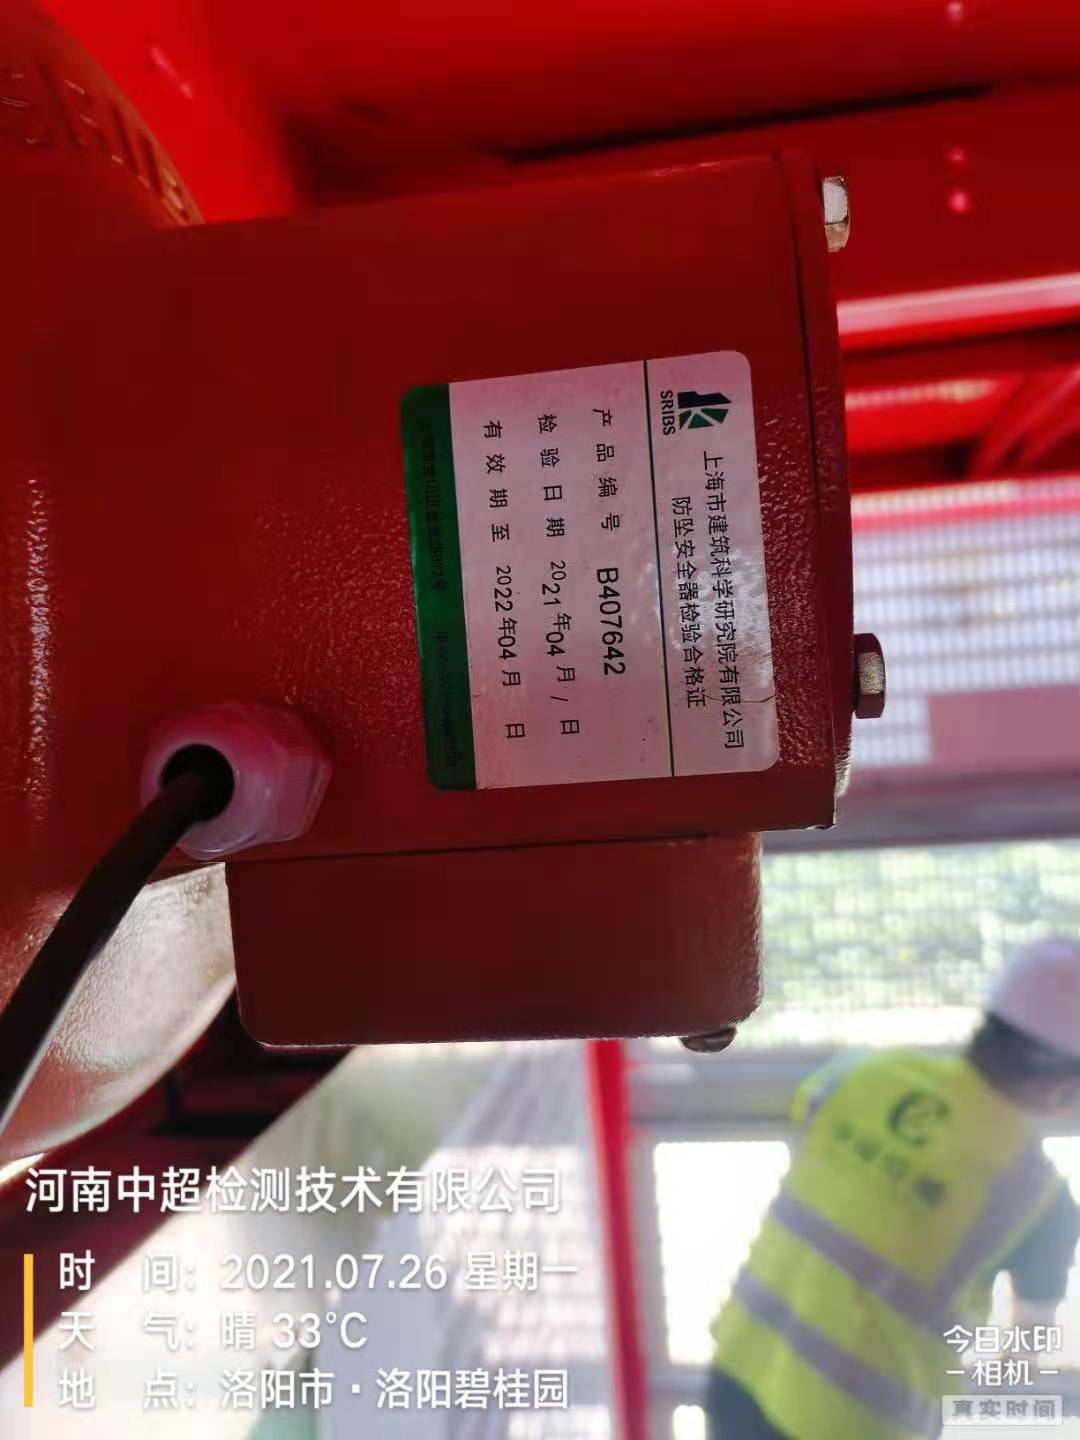 SRIBS
上海市建筑科学研究院有限公司
防坠安全器检验合格证
产品编号 B407642
检验日期 2021年04月/日
有效期至 2022年04月 日
河南中超检测技术有限公司
时 间：2021.07.26 星期一
天 气：晴 33℃
地 点：洛阳市·洛阳碧桂园
今日水印
-相机-
真实时间